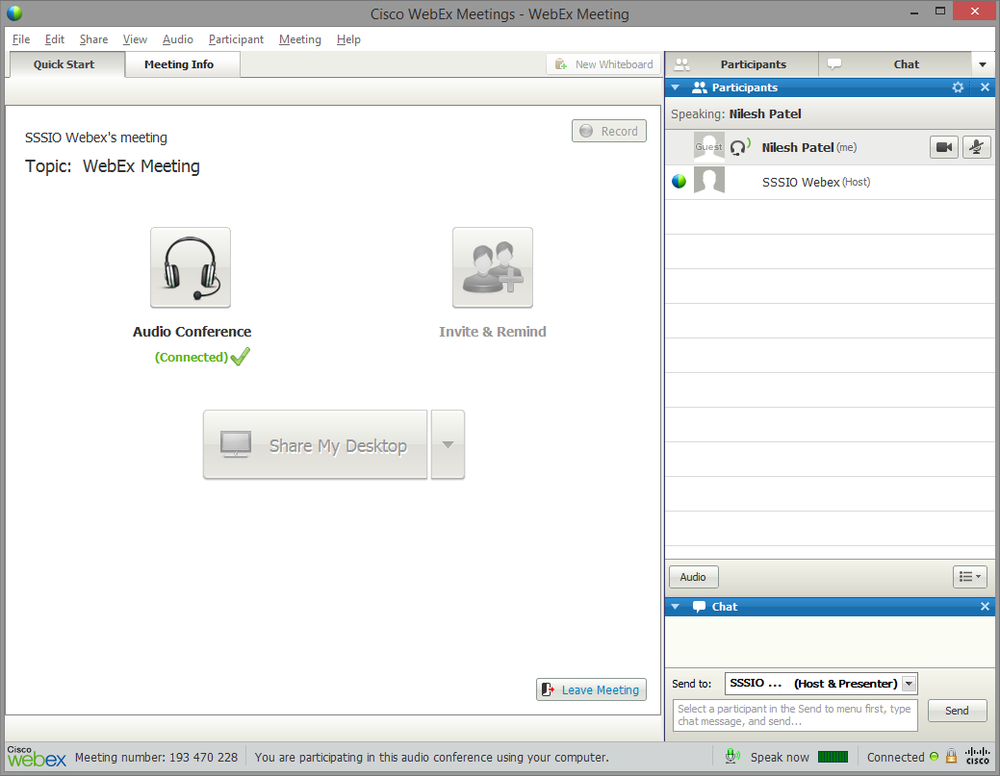 Cisco WebEx Meetings - WebEx Meeting
File Edit Share View Audio Participant Meeting Help
Quick Start
Meeting Info
New Whiteboard
SSSIO Webex's meeting
Record
Topic: WebEx Meeting
Audio Conference
(Connected)
Invite & Remind
Share My Desktop
Leave Meeting
Participants
Chat
Participants
Speaking: Nilesh Patel
Guest
Nilesh Patel (me)
SSSIO Webex (Host)
Audio
Chat
Send to: SSSIO ... (Host & Presenter)
Select a participant in the Send to menu first, type
chat message, and send...
Send
Cisco
webex
Meeting number: 193 470 228
You are participating in this audio conference using your computer.
Speak now
Connected
CISCO